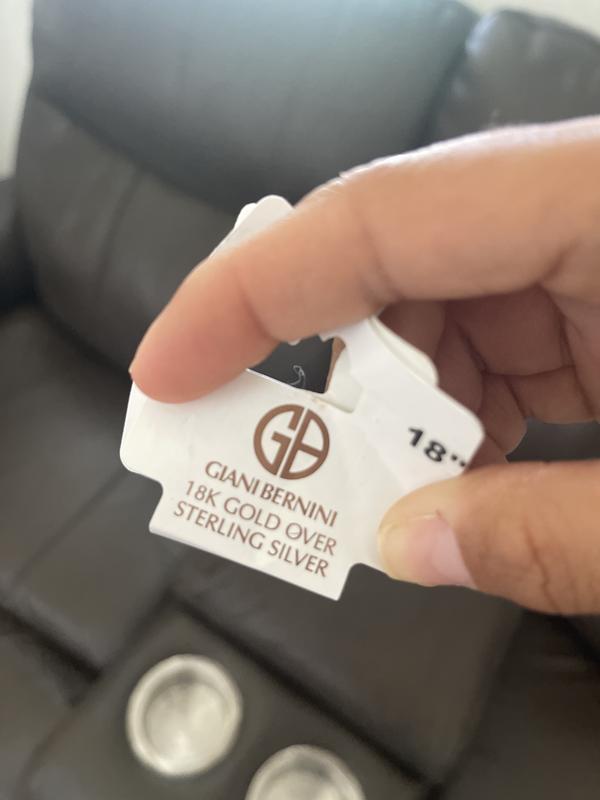 GB
GIANI BERNINI
18K GOLD OVER
STERLING SILVER
18"